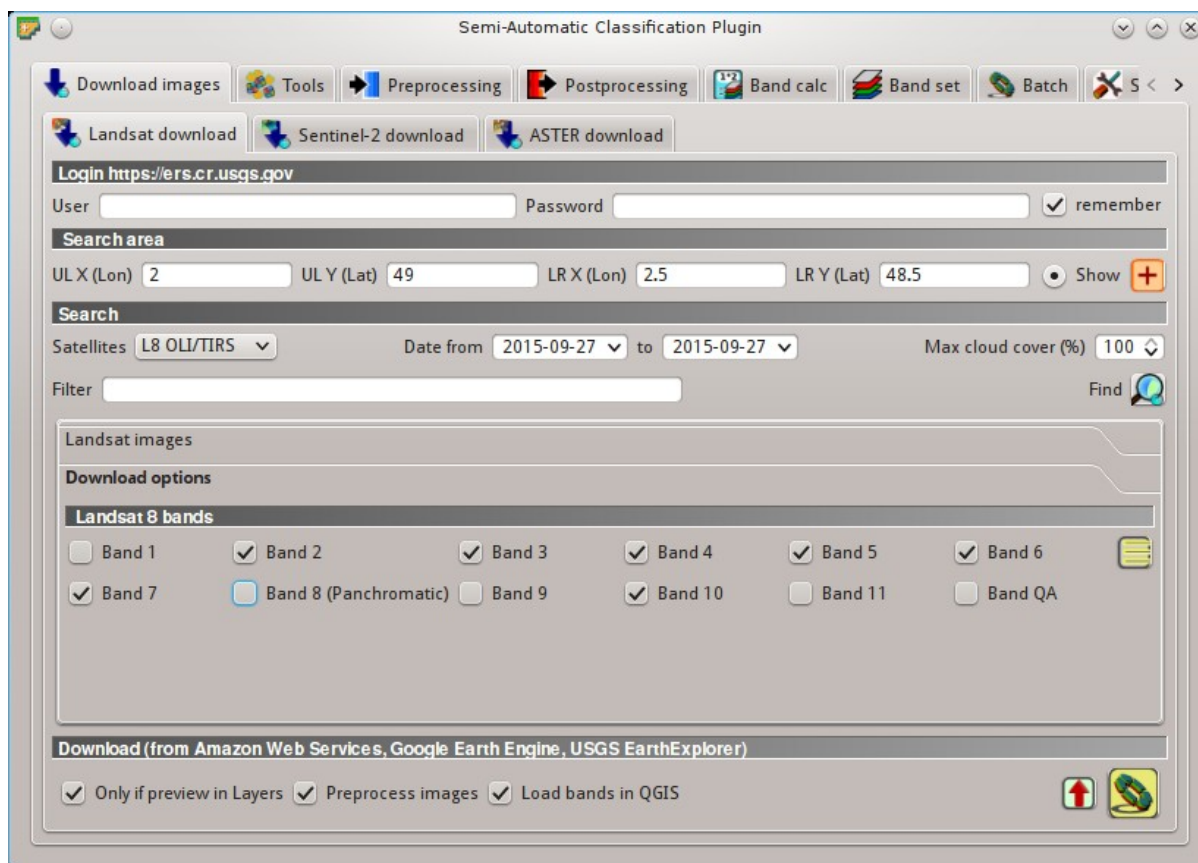 Semi-Automatic Classification Plugin
Download images Tools Preprocessing Postprocessing Band calc Band set Batch S
Landsat download Sentinel-2 download ASTER download
Login https://ers.cr.usgs.gov
User Password remember
Search area
UL X (Lon) 2 UL Y (Lat) 49 LR X (Lon) 2.5 LR Y (Lat) 48.5 Show
Search
Satellites L8 OLI/TIRS Date from 2015-09-27 to 2015-09-27 Max cloud cover (%) 100
Filter Find
Landsat images
Download options
Landsat 8 bands
Band 1 Band 2 Band 3 Band 4 Band 5 Band 6
Band 7 Band 8 (Panchromatic) Band 9 Band 10 Band 11 Band QA
Download (from Amazon Web Services, Google Earth Engine, USGS EarthExplorer)
Only if preview in Layers Preprocess images Load bands in QGIS